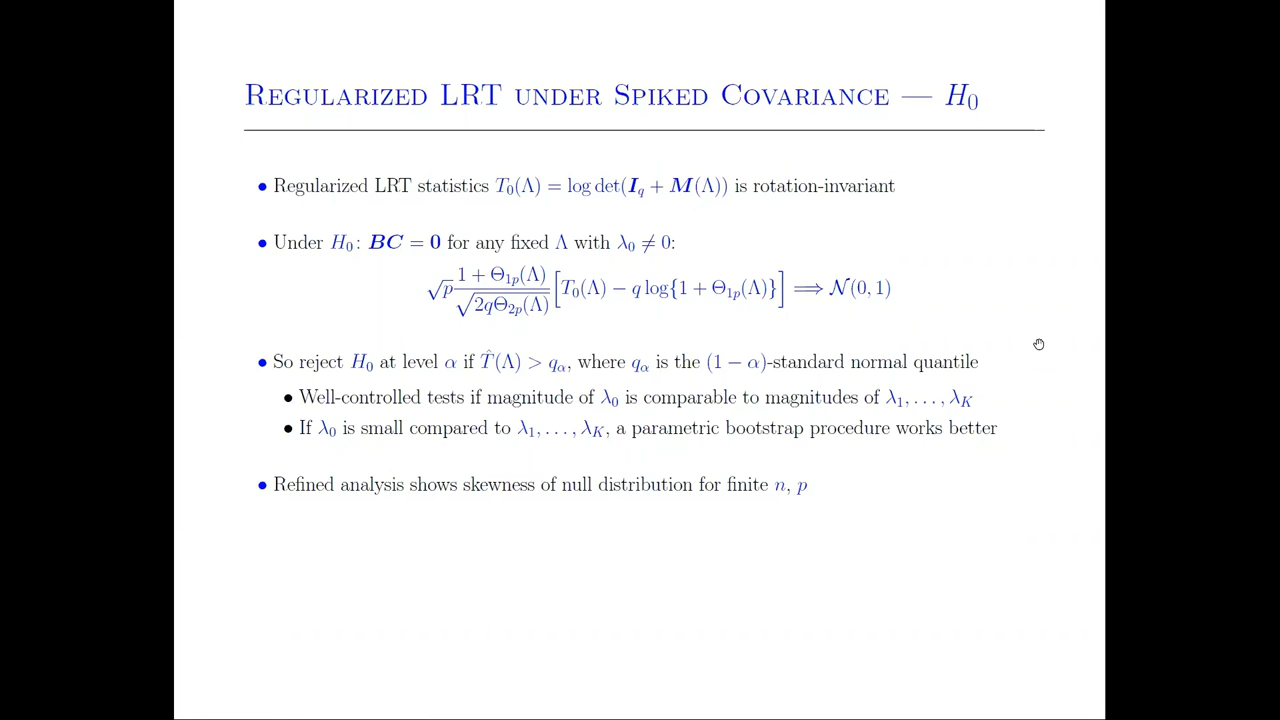 REGULARIZED LRT UNDER SPIKED COVARIANCE — H₀
• Regularized LRT statistics T₀(Λ) = log det(I_q + M(Λ)) is rotation-invariant
• Under H₀: BC = 0 for any fixed Λ with λ₀ ≠ 0:
√p (1 + Θ₁ₚ(Λ))/√(2qΘ₂ₚ(Λ)) [T₀(Λ) − q log{1 + Θ₁ₚ(Λ)}] ⟹ 𝒩(0, 1)
• So reject H₀ at level α if T̂(Λ) > q_α, where q_α is the (1 − α)-standard normal quantile
• Well-controlled tests if magnitude of λ₀ is comparable to magnitudes of λ₁, . . . , λ_K
• If λ₀ is small compared to λ₁, . . . , λ_K, a parametric bootstrap procedure works better
• Refined analysis shows skewness of null distribution for finite n, p